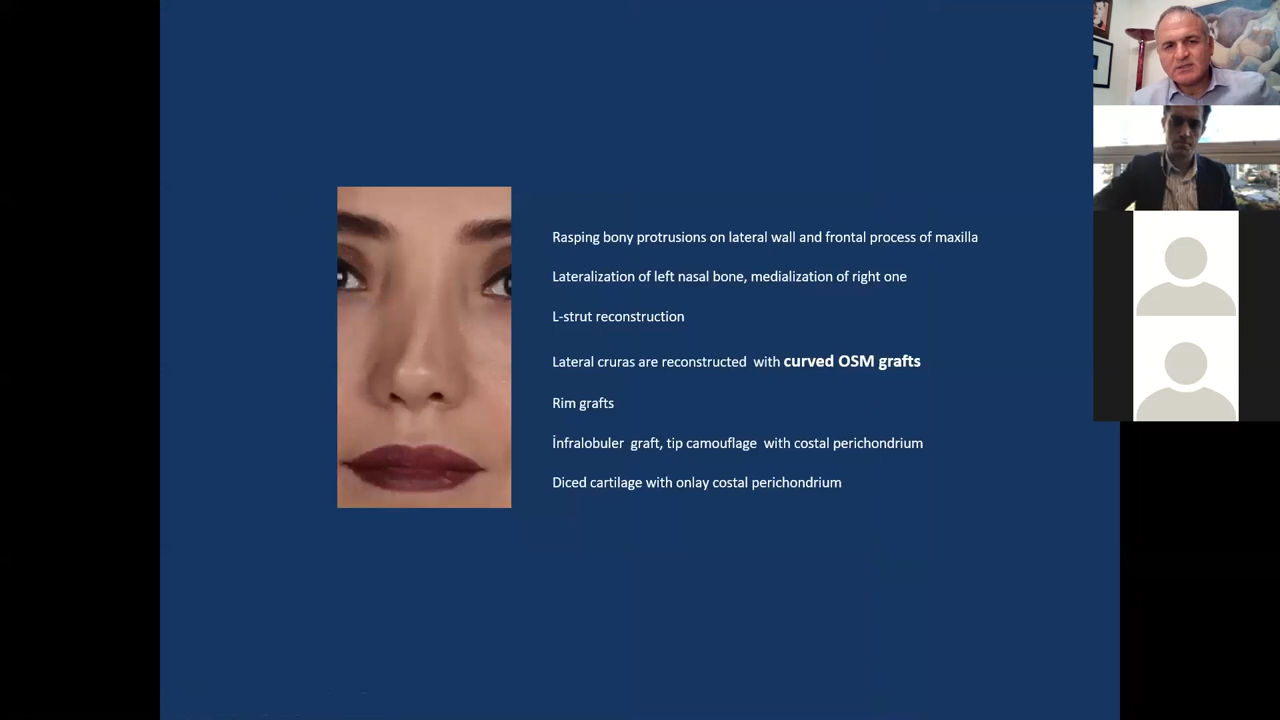 Rasping bony protrusions on lateral wall and frontal process of maxilla
Lateralization of left nasal bone, medialization of right one
L-strut reconstruction
Lateral cruras are reconstructed with curved OSM grafts
Rim grafts
İnfralobuler graft, tip camouflage with costal perichondrium
Diced cartilage with onlay costal perichondrium